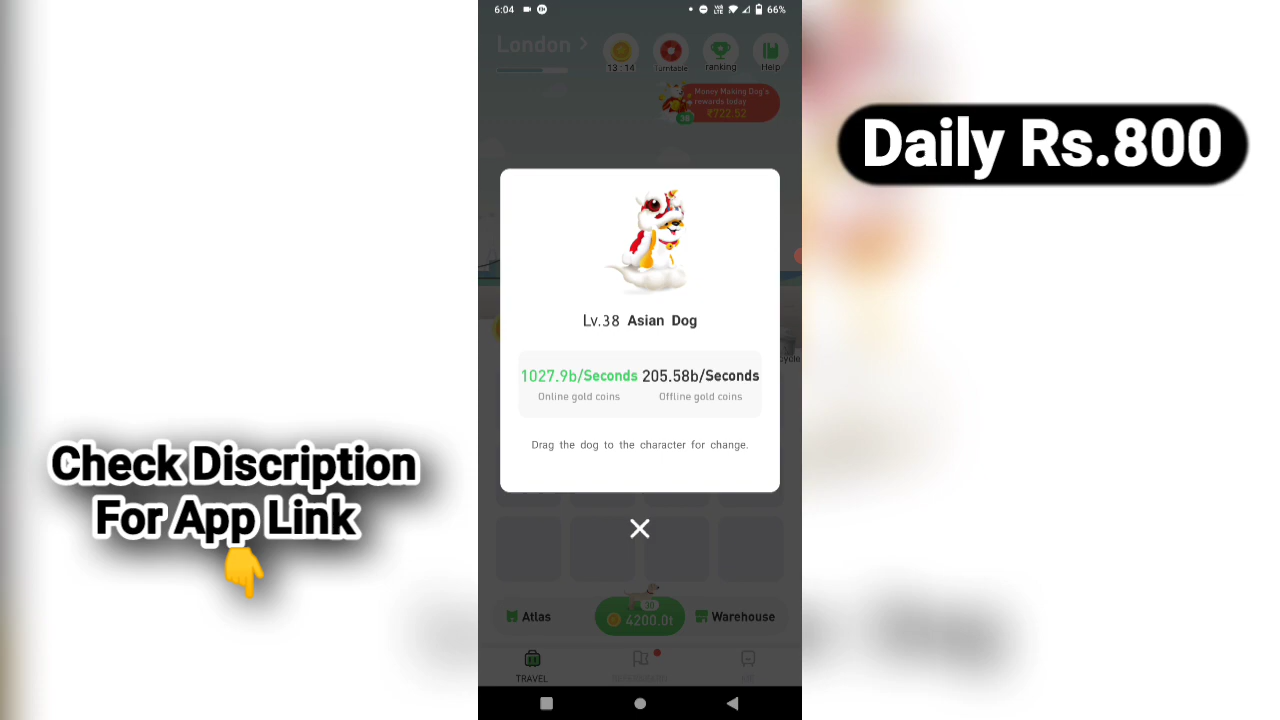 6:04
66%
London >
13:14
Turntable
ranking
Help
Money Making Dog's
rewards today
₹722.52
38
Daily Rs.800
Lv.38 Asian Dog
1027.9b/Seconds 205.58b/Seconds
Online gold coins Offline gold coins
Drag the dog to the character for change.
Check Discription
For App Link
Atlas
30
4200.0t
Warehouse
TRAVEL